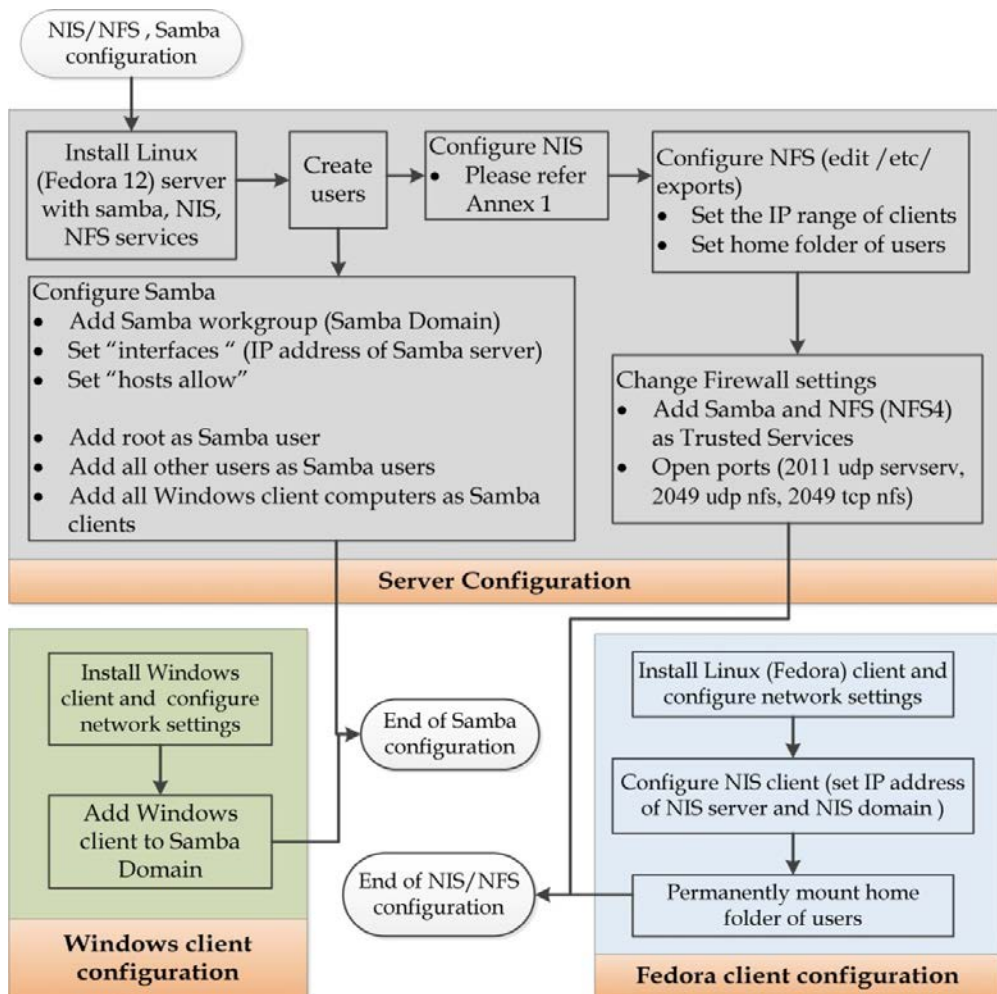 NIS/NFS , Samba
configuration
Install Linux
(Fedora 12) server
with samba, NIS,
NFS services
Create
users
Configure NIS
• Please refer
Annex 1
Configure NFS (edit /etc/
exports)
• Set the IP range of clients
• Set home folder of users
Configure Samba
• Add Samba workgroup (Samba Domain)
• Set “interfaces “ (IP address of Samba server)
• Set “hosts allow”
• Add root as Samba user
• Add all other users as Samba users
• Add all Windows client computers as Samba
clients
Change Firewall settings
• Add Samba and NFS (NFS4)
as Trusted Services
• Open ports (2011 udp servserv,
2049 udp nfs, 2049 tcp nfs)
Server Configuration
Install Windows
client and configure
network settings
Add Windows
client to Samba
Domain
Windows client
configuration
End of Samba
configuration
End of NIS/NFS
configuration
Install Linux (Fedora) client and
configure network settings
Configure NIS client (set IP address
of NIS server and NIS domain )
Permanently mount home
folder of users
Fedora client configuration